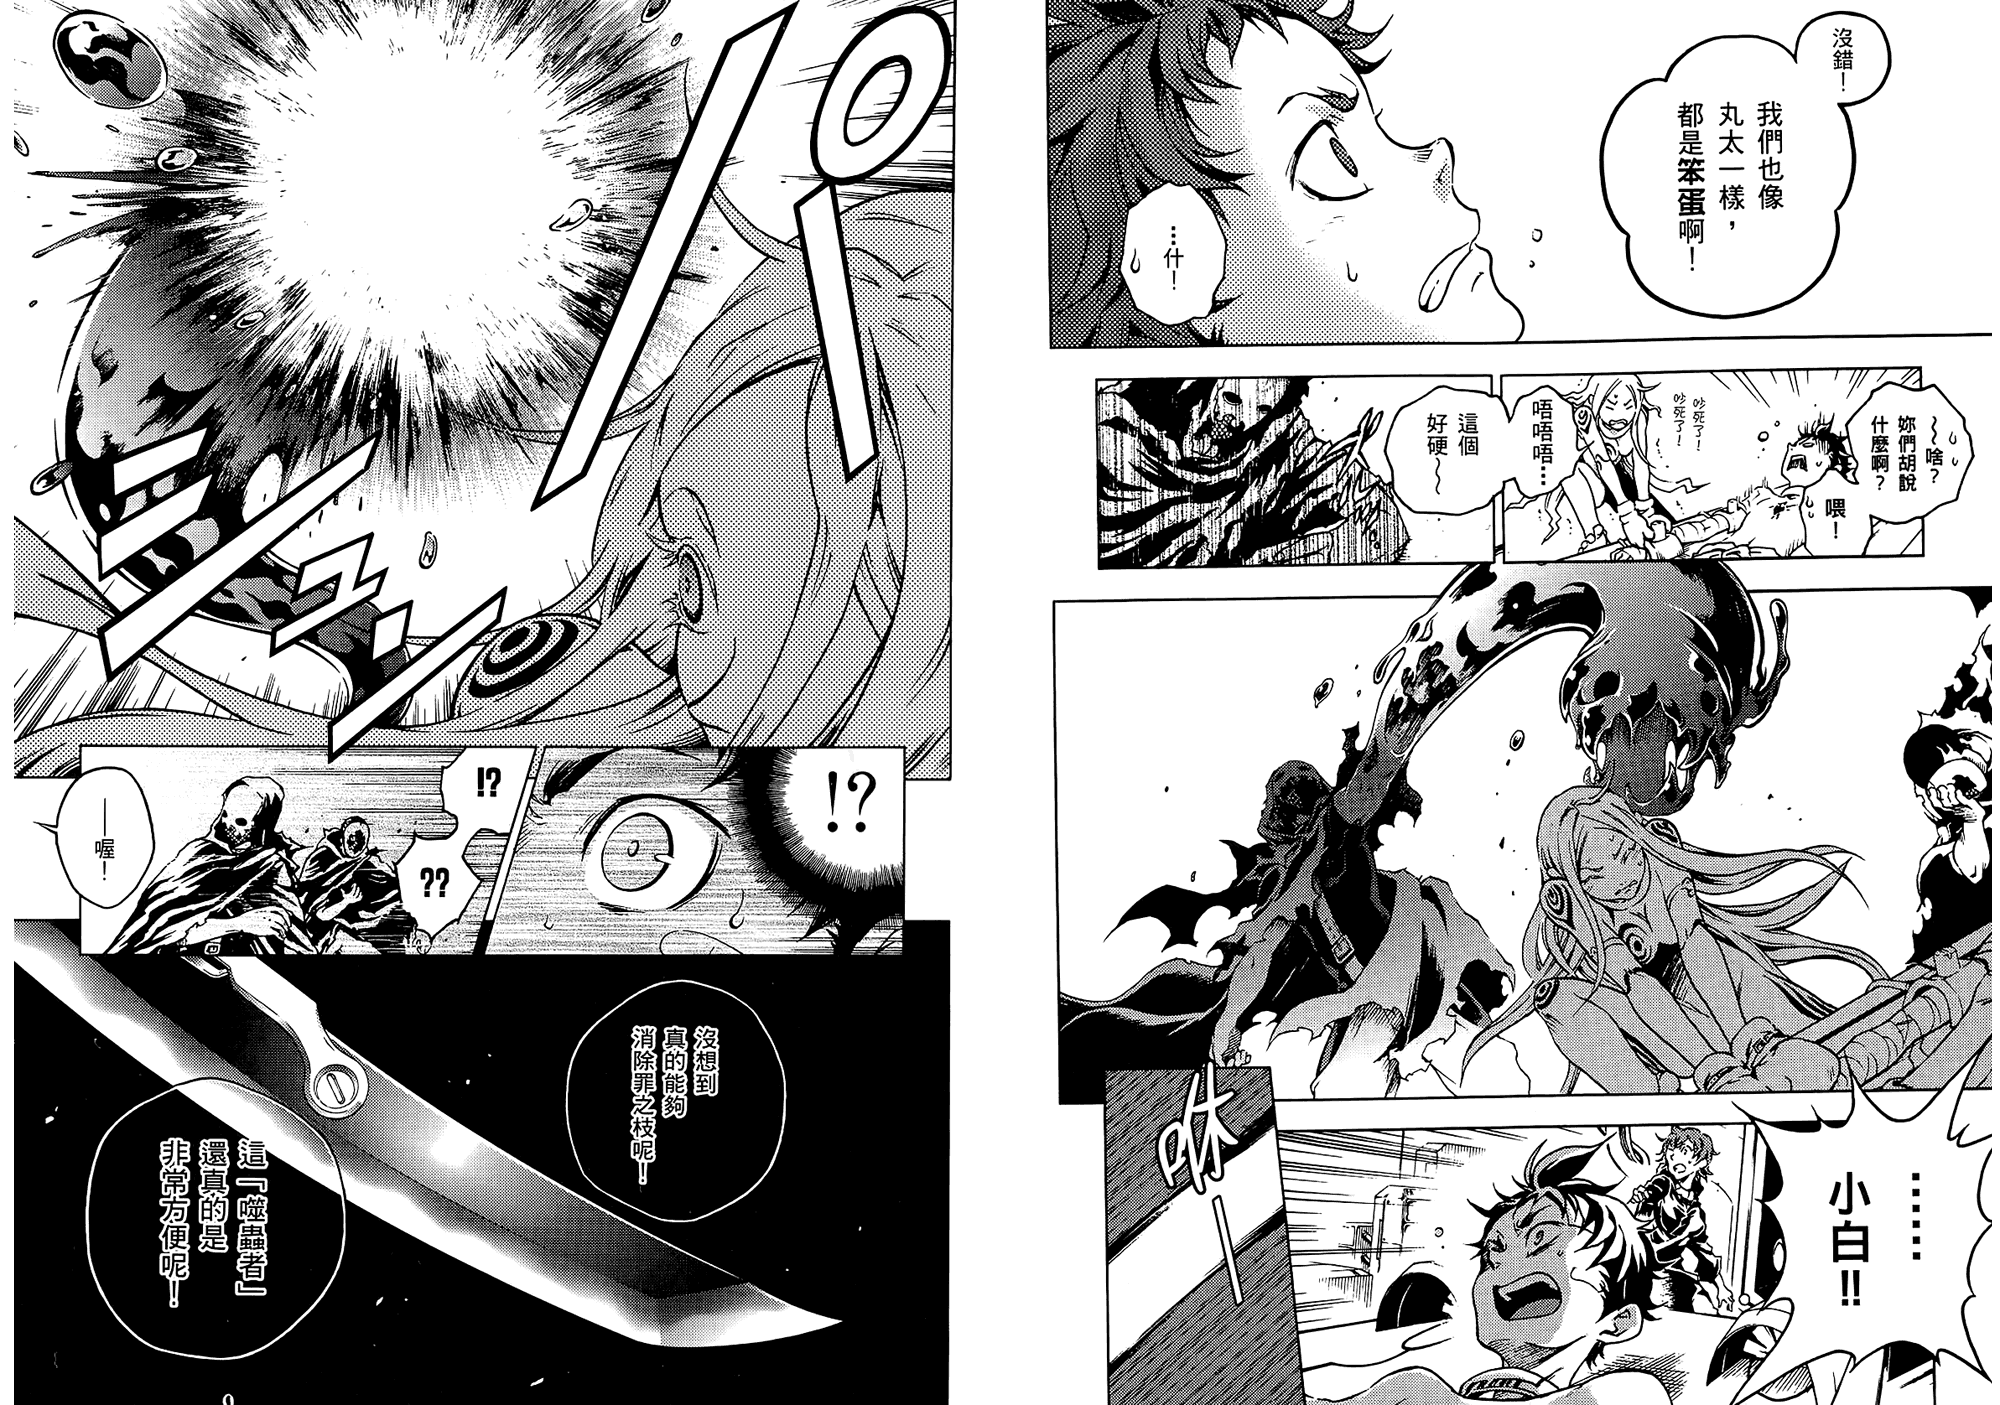 沒錯！
我們也像
丸太一樣，
都是笨蛋啊！
…什！
～啥？
妳們胡說
什麼啊？
喂！
吵死了！
吵死了！
唔唔唔…
這個
好硬～
……
小白!!
咻—
パシュッ
!?
!?
??
——喔！
沒想到
真的能夠
消除罪之枝呢！
這「噬蟲者」
還真的是
非常方便呢！
9